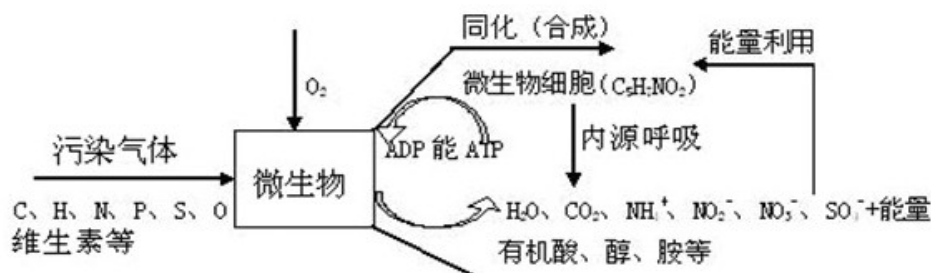 同化（合成）
能量利用
O₂
微生物细胞(C₅H₇NO₂)
污染气体
ADP 能 ATP
内源呼吸
微生物
C、H、N、P、S、O
H₂O、CO₂、NH₄⁺、NO₂⁻、NO₃⁻、SO₄⁻+能量
维生素等
有机酸、醇、胺等